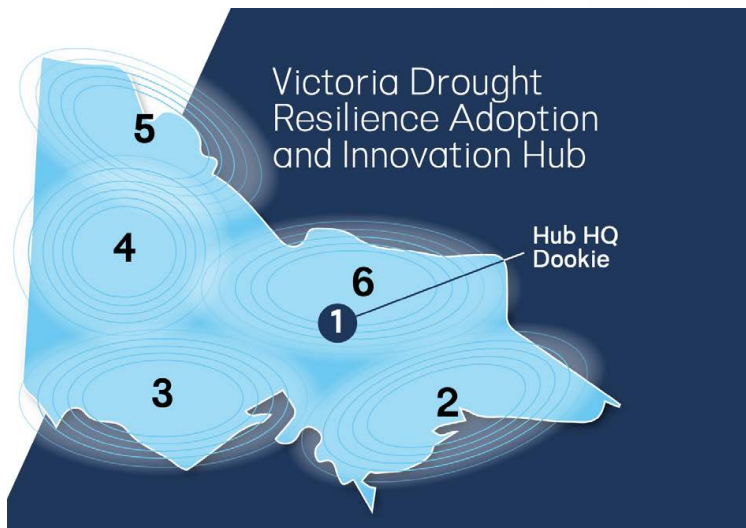 Victoria Drought
Resilience Adoption
and Innovation Hub
5
4
Hub HQ
Dookie
6
1
3
2